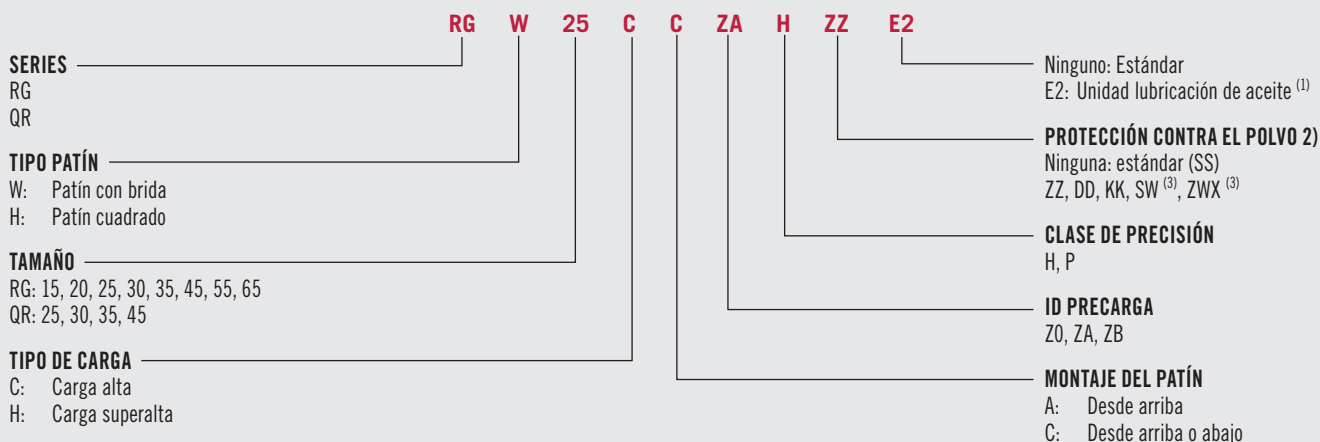 RG W 25 C C ZA H ZZ E2
SERIES
RG
QR
TIPO PATÍN
W: Patín con brida
H: Patín cuadrado
TAMAÑO
RG: 15, 20, 25, 30, 35, 45, 55, 65
QR: 25, 30, 35, 45
TIPO DE CARGA
C: Carga alta
H: Carga superalta
Ninguno: Estándar
E2: Unidad lubricación de aceite (1)
PROTECCIÓN CONTRA EL POLVO 2)
Ninguna: estándar (SS)
ZZ, DD, KK, SW (3), ZWX (3)
CLASE DE PRECISIÓN
H, P
ID PRECARGA
Z0, ZA, ZB
MONTAJE DEL PATÍN
A: Desde arriba
C: Desde arriba o abajo